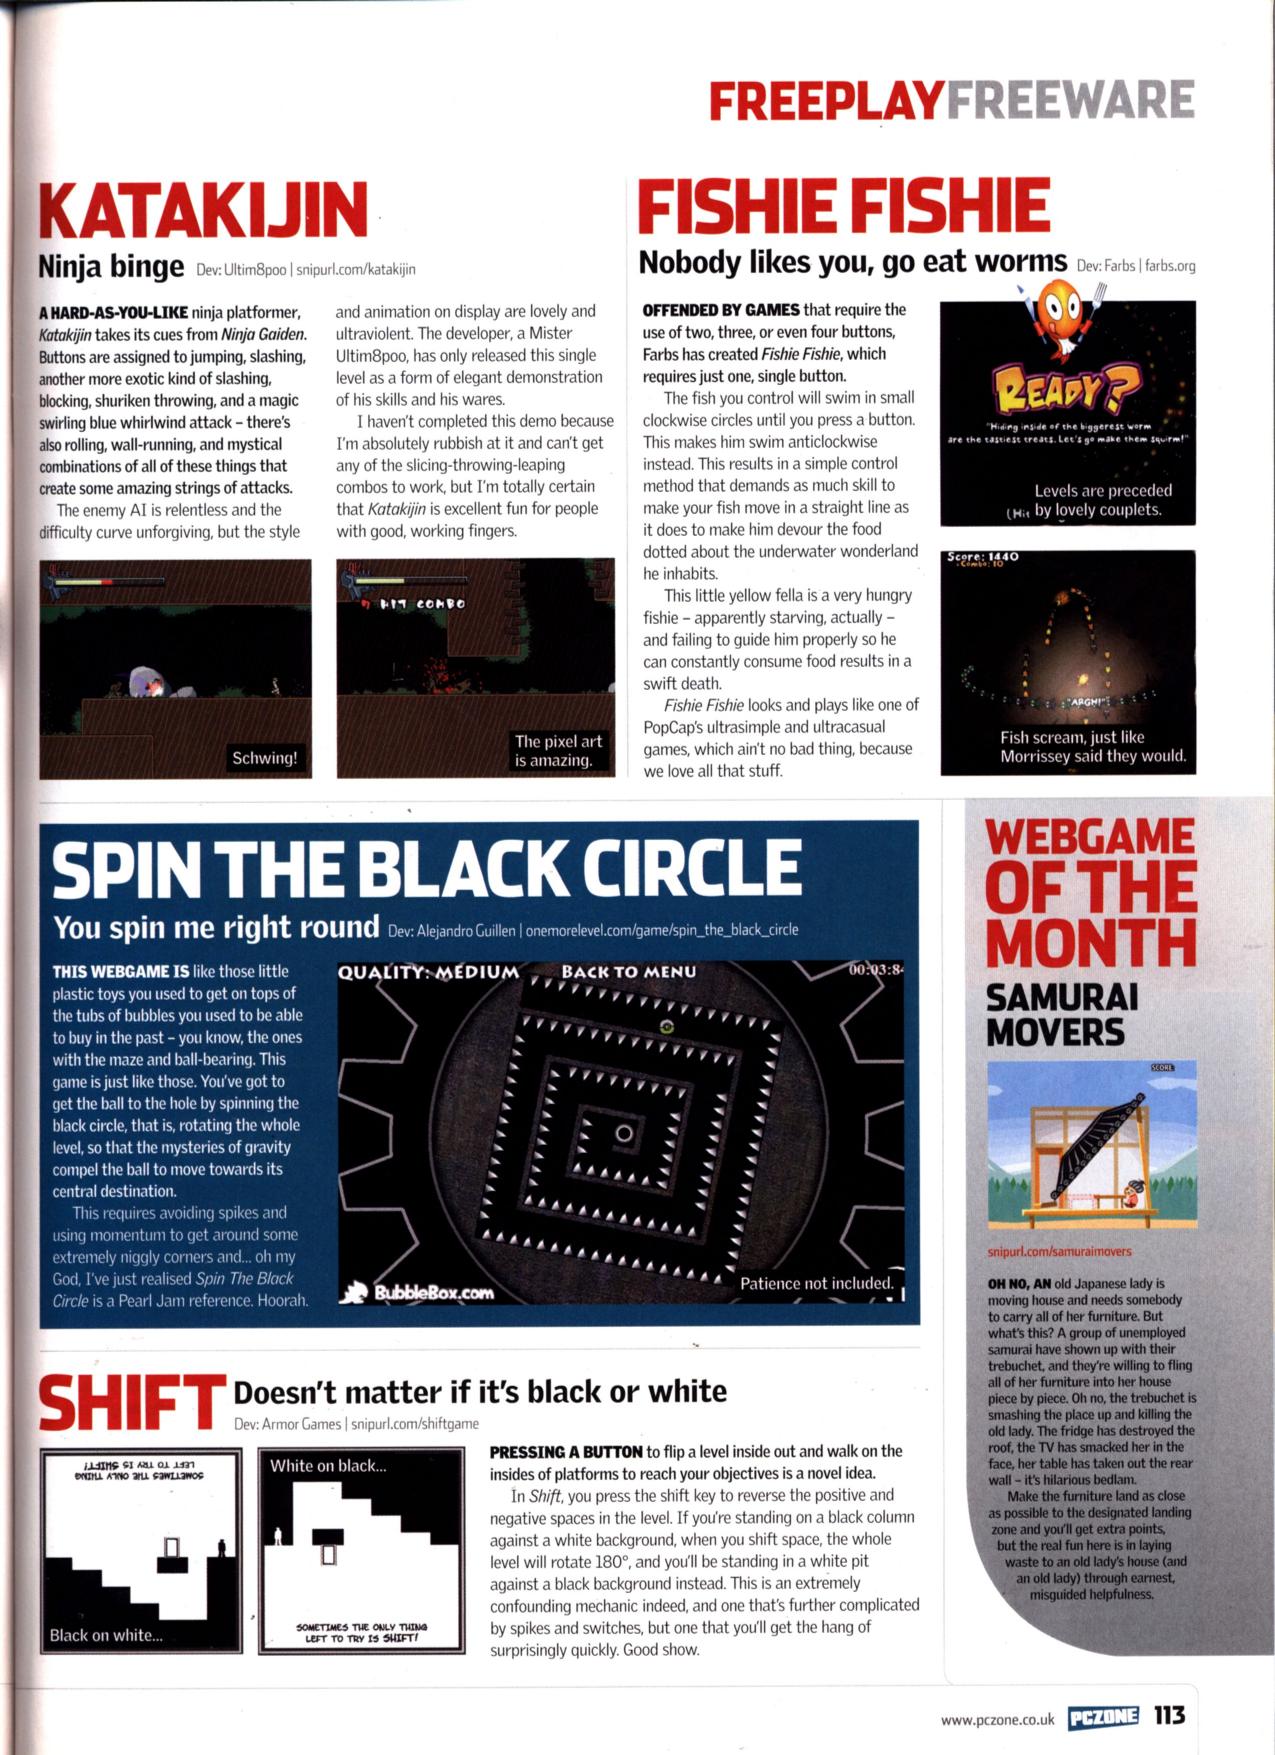 FREEPLAYFREEWARE
KATAKIJIN
Ninja binge Dev: Ultim8poo | snipurl.com/katakijin
A HARD-AS-YOU-LIKE ninja platformer,
Katakijin takes its cues from Ninja Gaiden.
Buttons are assigned to jumping, slashing,
another more exotic kind of slashing,
blocking, shuriken throwing, and a magic
swirling blue whirlwind attack – there's
also rolling, wall-running, and mystical
combinations of all of these things that
create some amazing strings of attacks.
The enemy AI is relentless and the
difficulty curve unforgiving, but the style
and animation on display are lovely and
ultraviolent. The developer, a Mister
Ultim8poo, has only released this single
level as a form of elegant demonstration
of his skills and his wares.
I haven't completed this demo because
I'm absolutely rubbish at it and can't get
any of the slicing-throwing-leaping
combos to work, but I'm totally certain
that Katakijin is excellent fun for people
with good, working fingers.
Schwing!
HIT COMBO
The pixel art
is amazing.
FISHIE FISHIE
Nobody likes you, go eat worms Dev: Farbs | farbs.org
OFFENDED BY GAMES that require the
use of two, three, or even four buttons,
Farbs has created Fishie Fishie, which
requires just one, single button.
The fish you control will swim in small
clockwise circles until you press a button.
This makes him swim anticlockwise
instead. This results in a simple control
method that demands as much skill to
make your fish move in a straight line as
it does to make him devour the food
dotted about the underwater wonderland
he inhabits.
This little yellow fella is a very hungry
fishie – apparently starving, actually –
and failing to guide him properly so he
can constantly consume food results in a
swift death.
Fishie Fishie looks and plays like one of
PopCap's ultrasimple and ultracasual
games, which ain't no bad thing, because
we love all that stuff.
READY?
"Hiding inside of the biggerest worm
are the tastiest treats. Let's go make them squirm!"
(Hit
Levels are preceded
by lovely couplets.
Score: 1440
Combo: 10
"ARGH!"
Fish scream, just like
Morrissey said they would.
SPIN THE BLACK CIRCLE
You spin me right round Dev: Alejandro Guillen | onemorelevel.com/game/spin_the_black_circle
THIS WEBGAME IS like those little
plastic toys you used to get on tops of
the tubs of bubbles you used to be able
to buy in the past – you know, the ones
with the maze and ball-bearing. This
game is just like those. You've got to
get the ball to the hole by spinning the
black circle, that is, rotating the whole
level, so that the mysteries of gravity
compel the ball to move towards its
central destination.
This requires avoiding spikes and
using momentum to get around some
extremely niggly corners and... oh my
God, I've just realised Spin The Black
Circle is a Pearl Jam reference. Hoorah.
QUALITY: MEDIUM BACK TO MENU 00:03:84
BubbleBox.com
Patience not included.
WEBGAME
OF THE
MONTH
SAMURAI
MOVERS
SCORE:
snipurl.com/samuraimovers
OH NO, AN old Japanese lady is
moving house and needs somebody
to carry all of her furniture. But
what's this? A group of unemployed
samurai have shown up with their
trebuchet, and they're willing to fling
all of her furniture into her house
piece by piece. Oh no, the trebuchet is
smashing the place up and killing the
old lady. The fridge has destroyed the
roof, the TV has smacked her in the
face, her table has taken out the rear
wall – it's hilarious bedlam.
Make the furniture land as close
as possible to the designated landing
zone and you'll get extra points,
but the real fun here is in laying
waste to an old lady's house (and
an old lady) through earnest,
misguided helpfulness.
SHIFT Doesn't matter if it's black or white
Dev: Armor Games | snipurl.com/shiftgame
SOMETIMES THE ONLY THING
LEFT TO TRY IS SHIFT!
Black on white...
White on black...
SOMETIMES THE ONLY THING
LEFT TO TRY IS SHIFT!
PRESSING A BUTTON to flip a level inside out and walk on the
insides of platforms to reach your objectives is a novel idea.
In Shift, you press the shift key to reverse the positive and
negative spaces in the level. If you're standing on a black column
against a white background, when you shift space, the whole
level will rotate 180°, and you'll be standing in a white pit
against a black background instead. This is an extremely
confounding mechanic indeed, and one that's further complicated
by spikes and switches, but one that you'll get the hang of
surprisingly quickly. Good show.
www.pczone.co.uk PCZONE 113